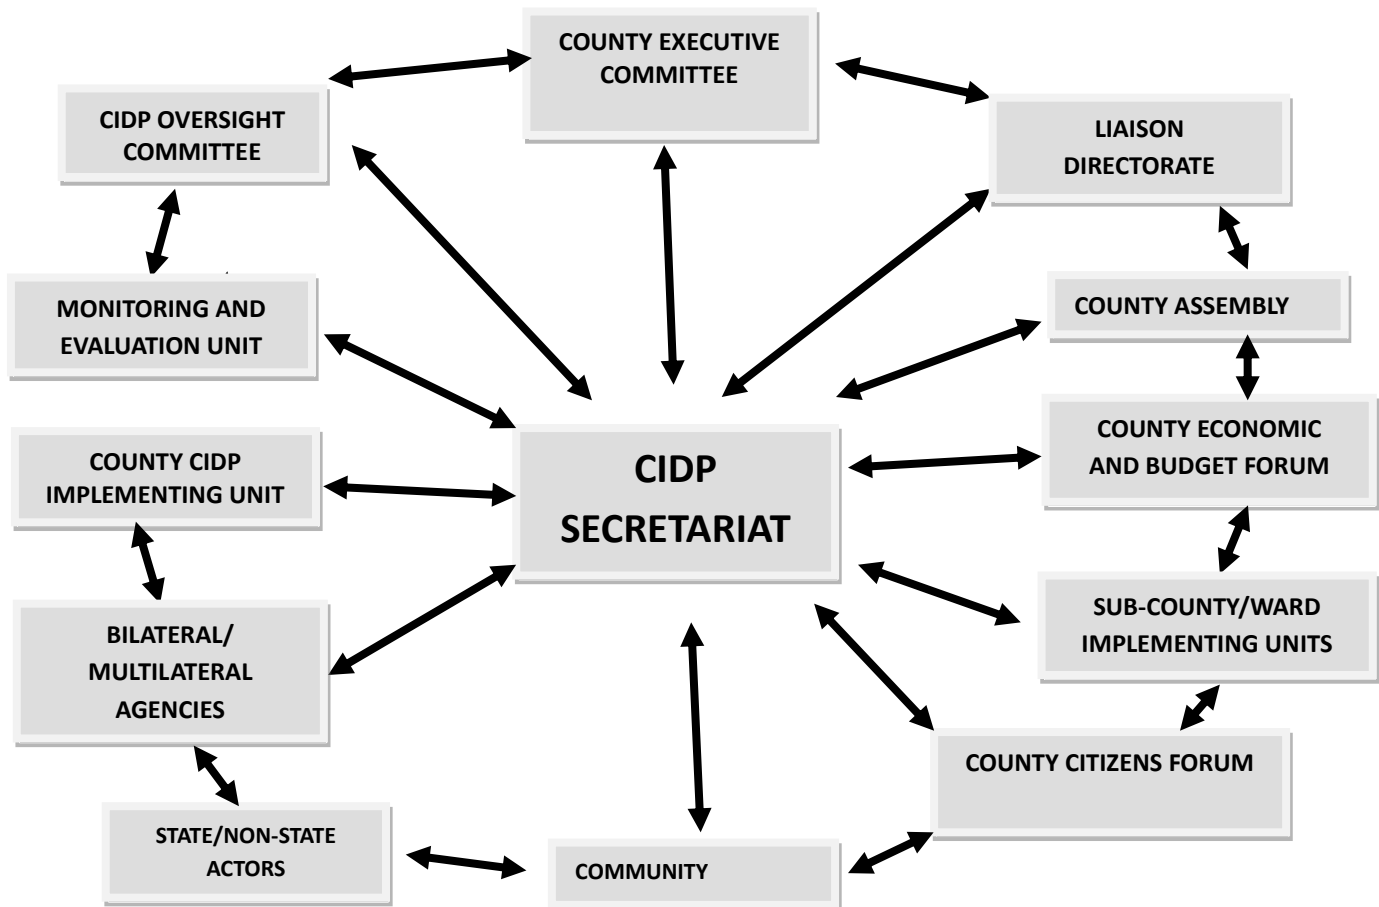 COUNTY EXECUTIVE
COMMITTEE
CIDP OVERSIGHT
COMMITTEE
LIAISON
DIRECTORATE
MONITORING AND
EVALUATION UNIT
COUNTY ASSEMBLY
COUNTY CIDP
IMPLEMENTING UNIT
CIDP
SECRETARIAT
COUNTY ECONOMIC
AND BUDGET FORUM
BILATERAL/
MULTILATERAL
AGENCIES
SUB-COUNTY/WARD
IMPLEMENTING UNITS
COUNTY CITIZENS FORUM
STATE/NON-STATE
ACTORS
COMMUNITY